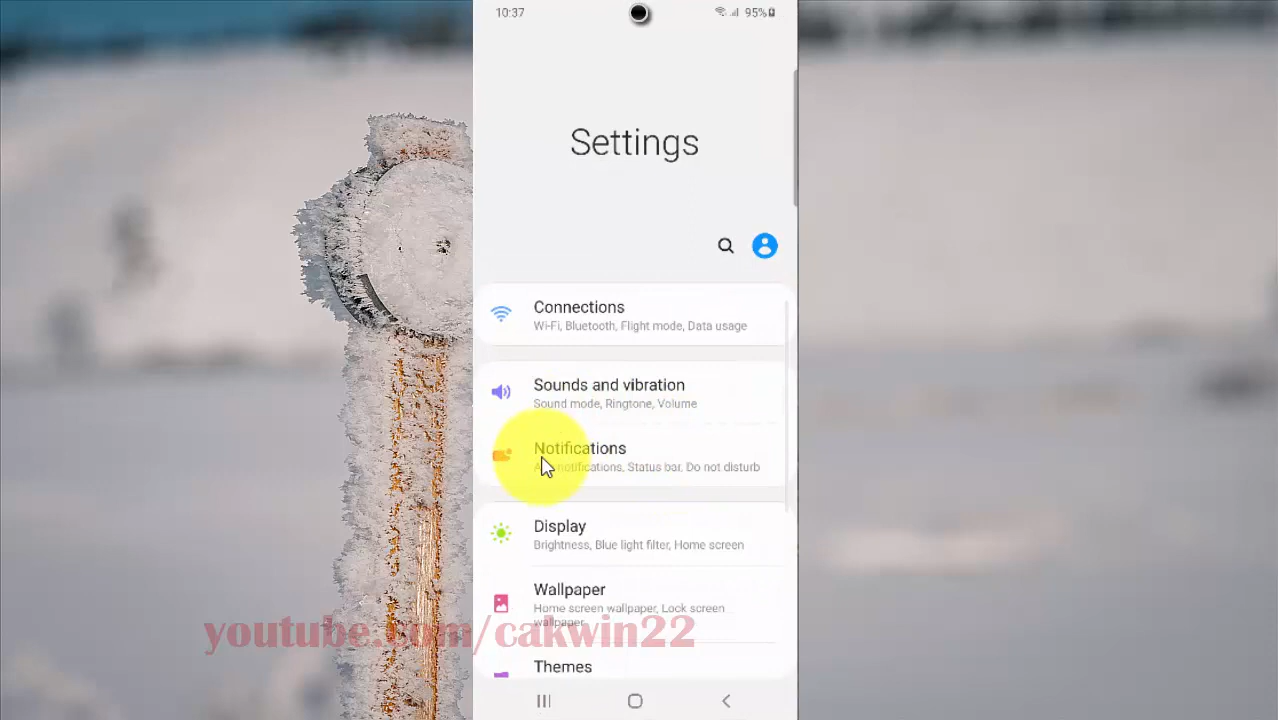 10:37
95%
Settings
Connections
Wi-Fi, Bluetooth, Flight mode, Data usage
Sounds and vibration
Sound mode, Ringtone, Volume
Notifications
notifications, Status bar, Do not disturb
Display
Brightness, Blue light filter, Home screen
Wallpaper
Home screen wallpaper, Lock screen
wallpaper
youtube.com/cakwin22
Themes